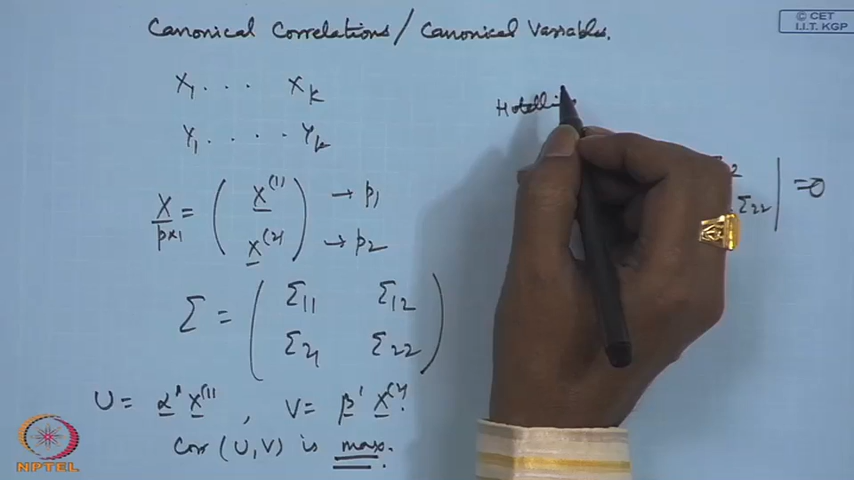 Canonical Correlations / Canonical Variables.
© CET
I.I.T. KGP
X₁ . . . Xₖ
Y₁ . . . . Yₖ
X = ( X⁽¹⁾ → p₁
p×1 X⁽²⁾ ) → p₂
Σ = ( Σ₁₁ Σ₁₂
Σ₂₁ Σ₂₂ )
U = α' X⁽¹⁾ , V = β' X⁽²⁾.
Corr (U, V) is max.
Hotelli
Σ₂₂ | = 0
NPTEL